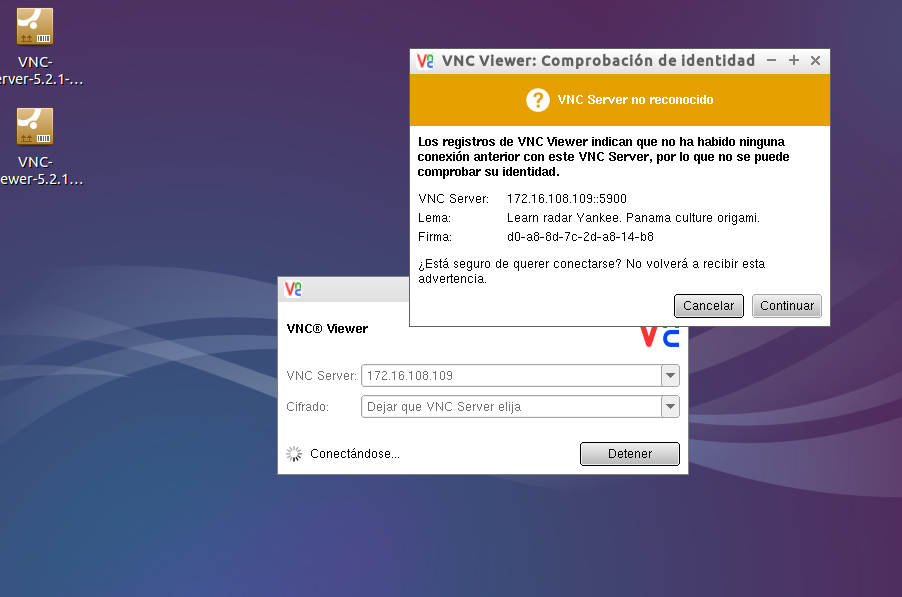 VNC-
erver-5.2.1-...
VNC-
ewer-5.2.1...
VNC Viewer: Comprobación de identidad
VNC Server no reconocido
Los registros de VNC Viewer indican que no ha habido ninguna
conexión anterior con este VNC Server, por lo que no se puede
comprobar su identidad.
VNC Server: 172.16.108.109::5900
Lema: Learn radar Yankee. Panama culture origami.
Firma: d0-a8-8d-7c-2d-a8-14-b8
¿Está seguro de querer conectarse? No volverá a recibir esta
advertencia.
Cancelar Continuar
VNC® Viewer
VNC Server: 172.16.108.109
Cifrado: Dejar que VNC Server elija
Conectándose... Detener